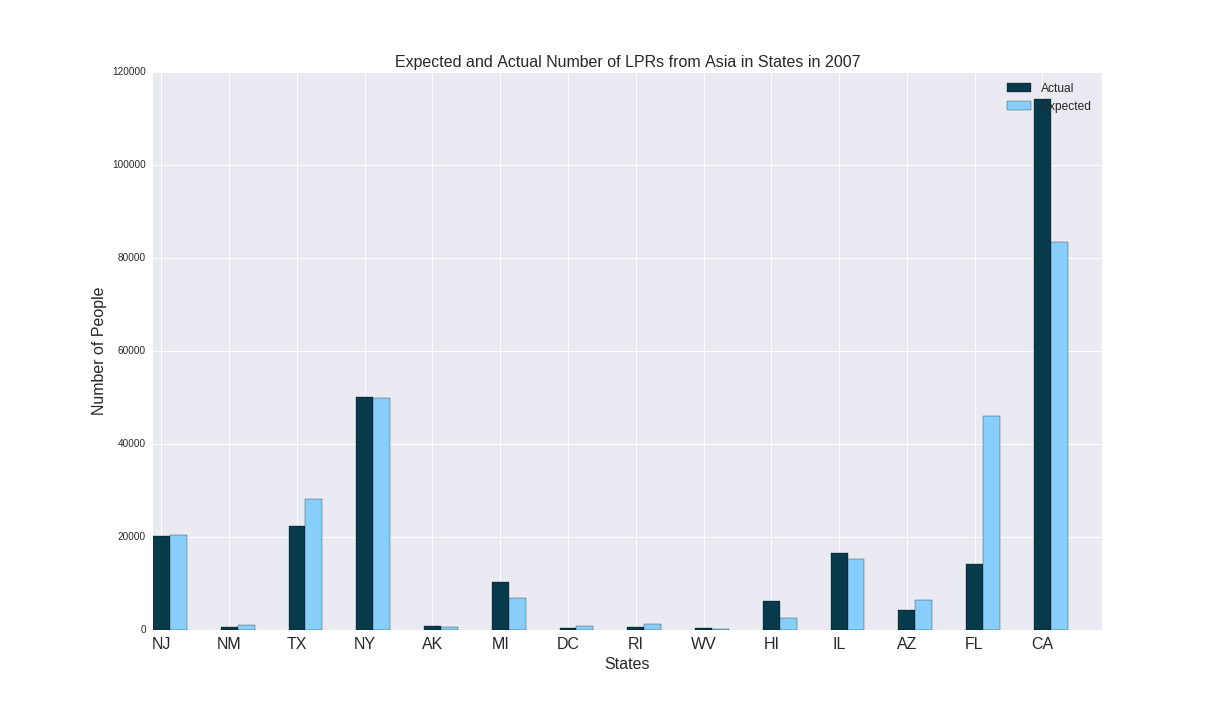 Expected and Actual Number of LPRs from Asia in States in 2007
120000
100000
80000
60000
40000
20000
0
Number of People
Actual
Expected
NJ NM TX NY AK MI DC RI WV HI IL AZ FL CA
States